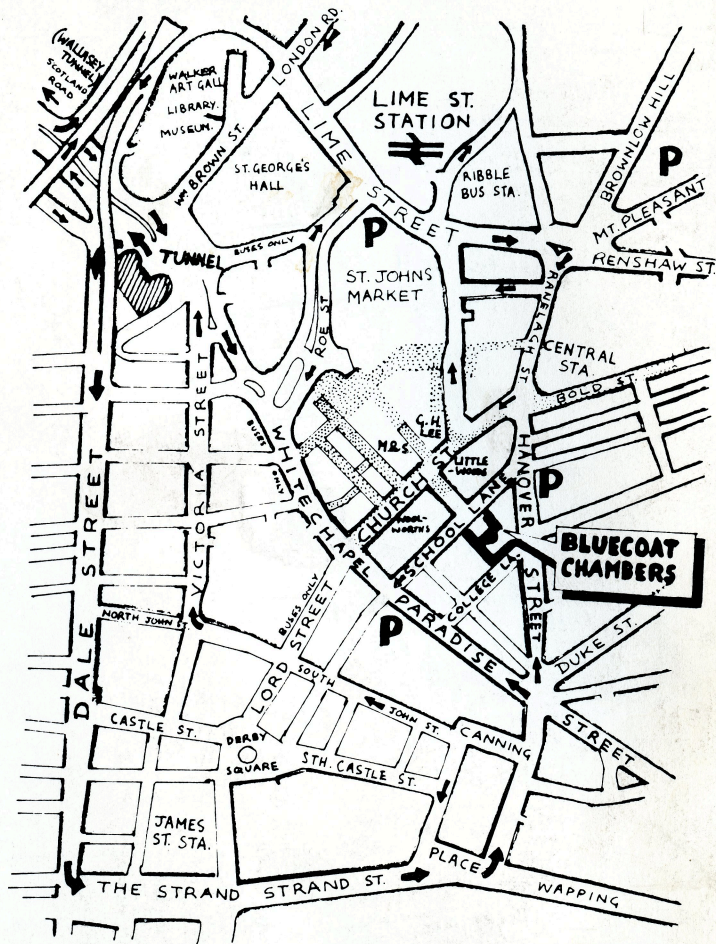 (WALLASEY
TUNNEL)
SCOTLAND
ROAD
LONDON RD.
WALKER
ART GALL
LIBRARY.
MUSEUM.
WM BROWN ST.
LIME
STREET
LIME ST.
STATION
ST. GEORGE'S
HALL
RIBBLE
BUS STA.
BROWNLOW HILL
P
MT. PLEASANT
RENSHAW ST.
TUNNEL
BUSES ONLY
P
ST. JOHNS
MARKET
RANELAGH ST
ROE ST
CENTRAL
STA.
BOLD ST.
VICTORIA STREET
BUSES
ONLY
WHITECHAPEL
G.H.
LEE
M&S
LITTLE
-WOODS
CHURCH ST
HANOVER
STREET
P
WOOL-
WORTHS
SCHOOL LANE
BLUECOAT
CHAMBERS
COLLEGE LA.
DALE STREET
NORTH JOHN
BUSES ONLY
LORD STREET
P
PARADISE
STREET
DUKE ST.
SOUTH
JOHN ST.
CASTLE ST.
DERBY
SQUARE
STH. CASTLE ST.
CANNING
PLACE
JAMES
ST. STA.
THE STRAND
STRAND ST.
WAPPING